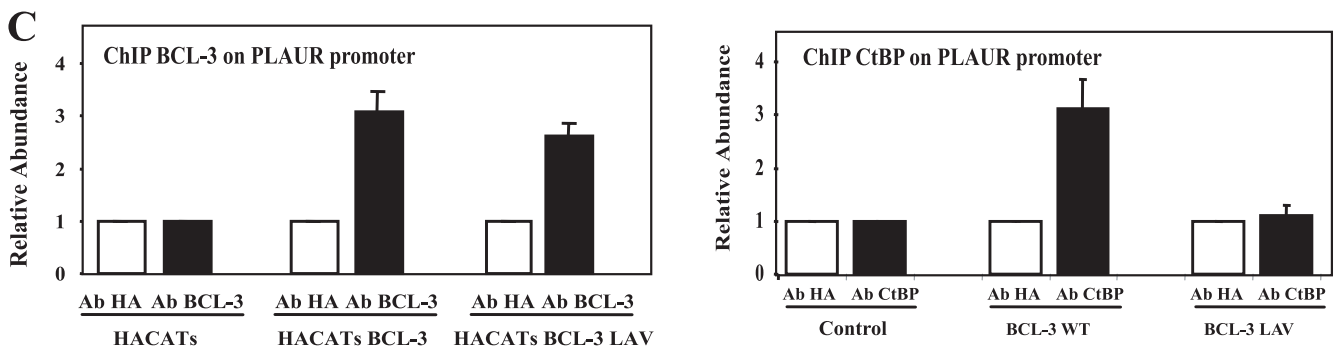 C
ChIP BCL-3 on PLAUR promoter
Relative Abundance
4
3
2
1
0
Ab HA Ab BCL-3 Ab HA Ab BCL-3 Ab HA Ab BCL-3
HACATs HACATs BCL-3 HACATs BCL-3 LAV
ChIP CtBP on PLAUR promoter
Relative Abundance
4
3
2
1
0
Ab HA Ab CtBP Ab HA Ab CtBP Ab HA Ab CtBP
Control BCL-3 WT BCL-3 LAV